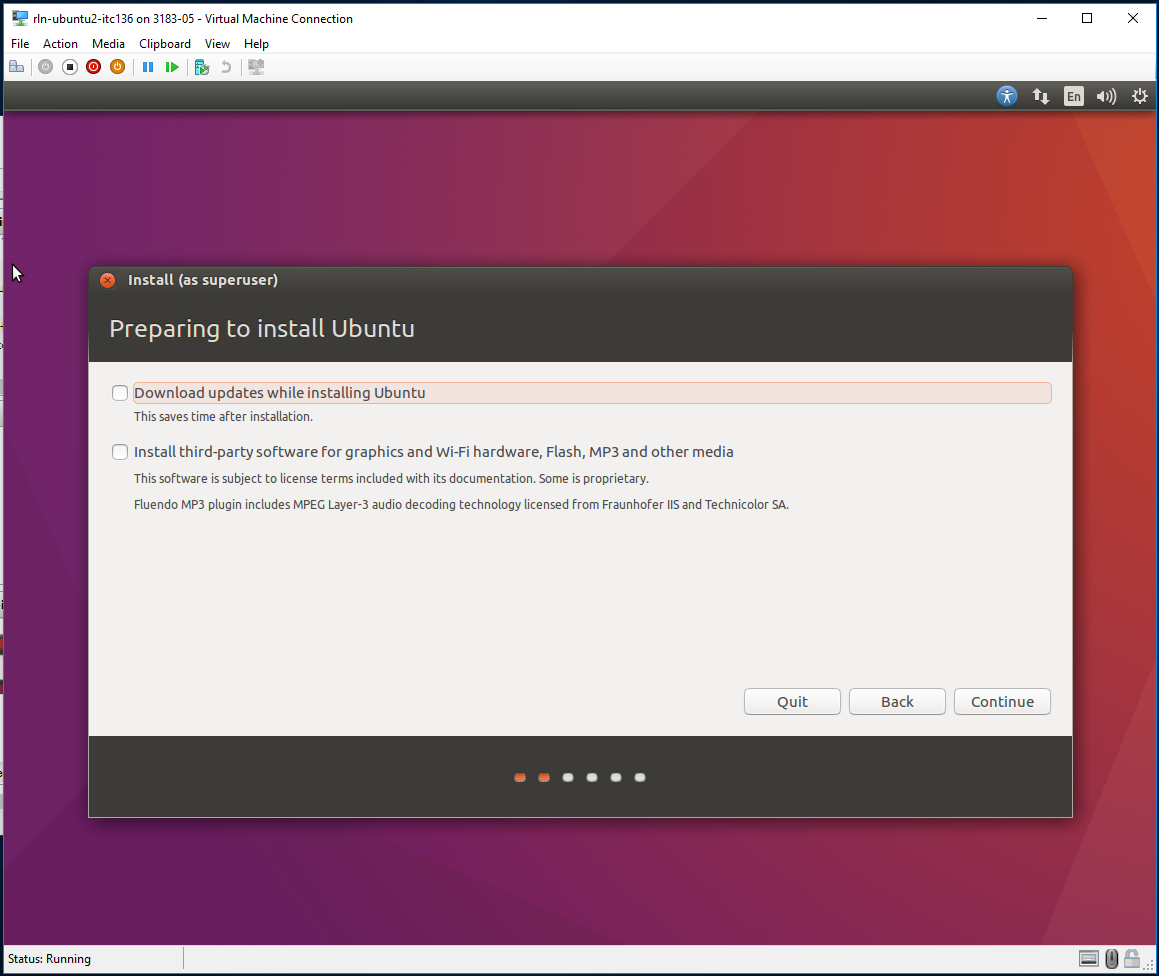 rln-ubuntu2-itc136 on 3183-05 - Virtual Machine Connection
File Action Media Clipboard View Help
En
Install (as superuser)
Preparing to install Ubuntu
Download updates while installing Ubuntu
This saves time after installation.
Install third-party software for graphics and Wi-Fi hardware, Flash, MP3 and other media
This software is subject to license terms included with its documentation. Some is proprietary.
Fluendo MP3 plugin includes MPEG Layer-3 audio decoding technology licensed from Fraunhofer IIS and Technicolor SA.
Quit Back Continue
Status: Running